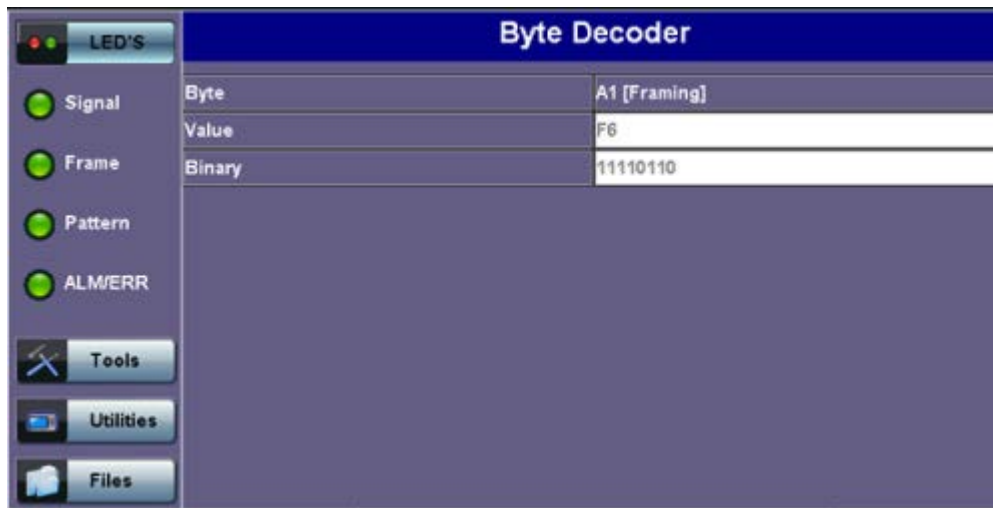 LED'S
Byte Decoder
Signal
Byte A1 [Framing]
Value F6
Frame
Binary 11110110
Pattern
ALM/ERR
Tools
Utilities
Files